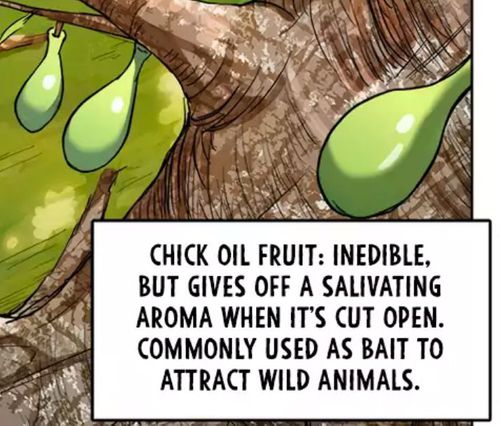 CHICK OIL FRUIT: INEDIBLE,
BUT GIVES OFF A SALIVATING
AROMA WHEN IT'S CUT OPEN.
COMMONLY USED AS BAIT TO
ATTRACT WILD ANIMALS.